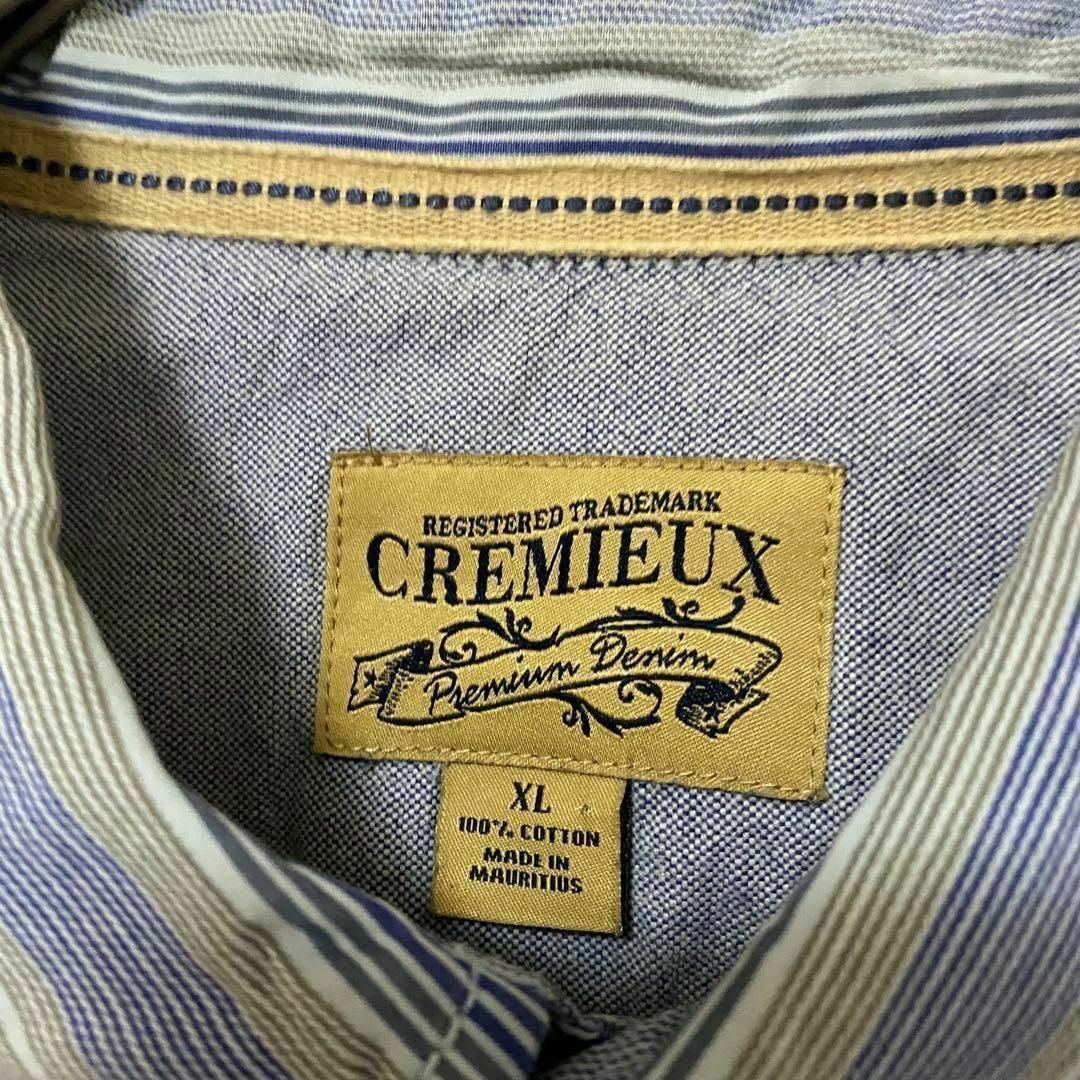 REGISTERED TRADEMARK
CREMIEUX
Premium Denim
XL
100% COTTON
MADE IN
MAURITIUS